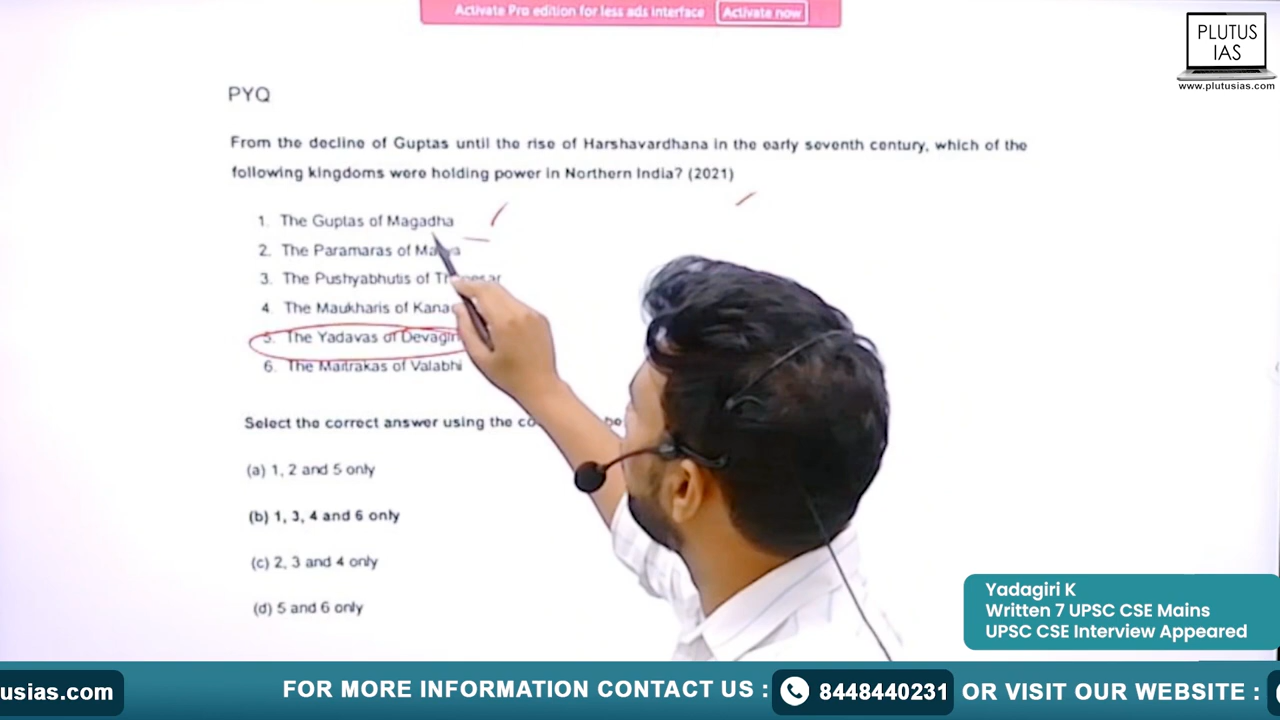 Activate Pro edition for less ads interface Activate now
PLUTUS
IAS
www.plutusias.com
PYQ
From the decline of Guptas until the rise of Harshavardhana in the early seventh century, which of the
following kingdoms were holding power in Northern India? (2021)
1. The Guptas of Magadha
2. The Paramaras of
3. The Pushyabhutis of
4. The Maukharis of
5. The Yadavas of
6. The Maitrakas of Valabhi
Select the correct answer using the
(a) 1, 2 and 5 only
(b) 1, 3, 4 and 6 only
(c) 2, 3 and 4 only
(d) 5 and 6 only
Yadagiri K
Written 7 UPSC CSE Mains
UPSC CSE Interview Appeared
usias.com FOR MORE INFORMATION CONTACT US : 8448440231 OR VISIT OUR WEBSITE :